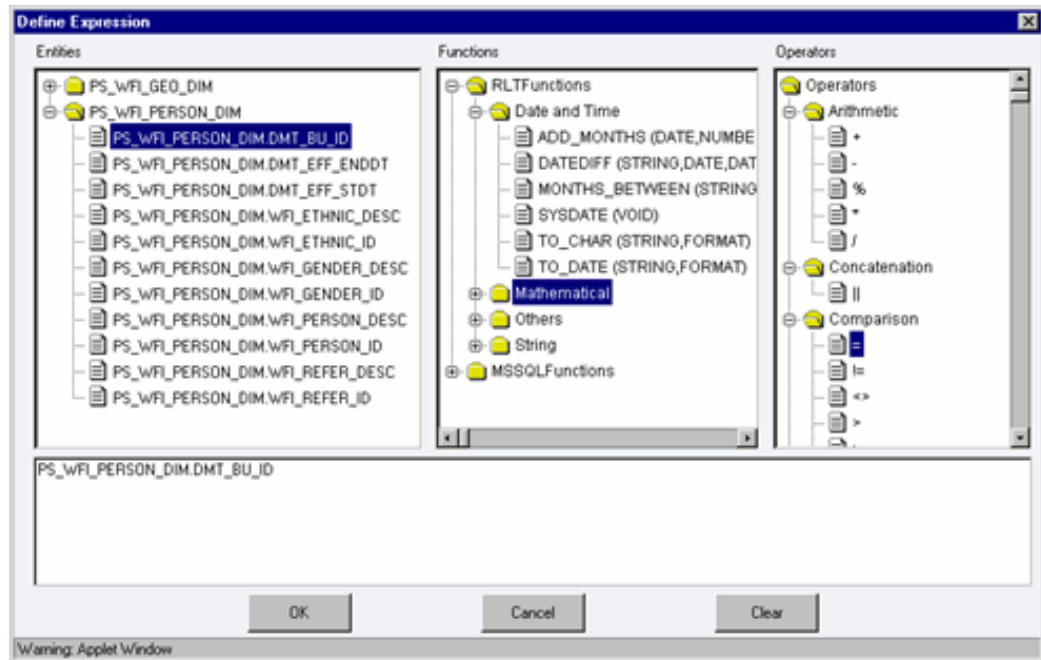 Define Expression
Entities
Functions
Operators
PS_WFI_GEO_DIM
PS_WFI_PERSON_DIM
PS_WFI_PERSON_DIM.DMT_BU_ID
PS_WFI_PERSON_DIM.DMT_EFF_ENDDT
PS_WFI_PERSON_DIM.DMT_EFF_STDT
PS_WFI_PERSON_DIM.WFI_ETHNIC_DESC
PS_WFI_PERSON_DIM.WFI_ETHNIC_ID
PS_WFI_PERSON_DIM.WFI_GENDER_DESC
PS_WFI_PERSON_DIM.WFI_GENDER_ID
PS_WFI_PERSON_DIM.WFI_PERSON_DESC
PS_WFI_PERSON_DIM.WFI_PERSON_ID
PS_WFI_PERSON_DIM.WFI_REFER_DESC
PS_WFI_PERSON_DIM.WFI_REFER_ID
RLTFunctions
Date and Time
ADD_MONTHS (DATE,NUMBE
DATEDIFF (STRING,DATE,DAT
MONTHS_BETWEEN (STRING
SYSDATE (VOID)
TO_CHAR (STRING,FORMAT)
TO_DATE (STRING,FORMAT)
Mathematical
Others
String
MSSQLFunctions
Operators
Arithmetic
+
-
%
*
/
Concatenation
||
Comparison
=
!=
<>
>
PS_WFI_PERSON_DIM.DMT_BU_ID
OK
Cancel
Clear
Warning: Applet Window